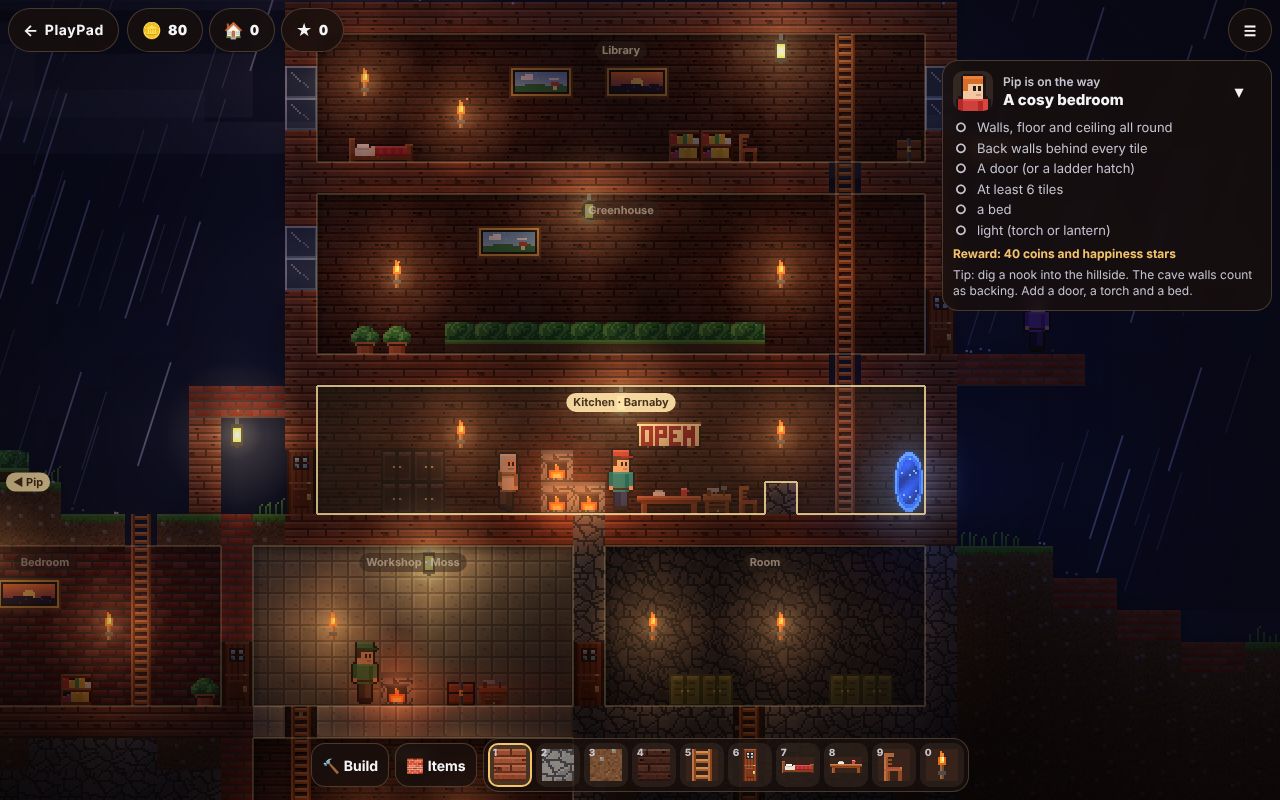 ← PlayPad
80
0
★ 0
Library
Pip is on the way
A cosy bedroom
Walls, floor and ceiling all round
Back walls behind every tile
A door (or a ladder hatch)
At least 6 tiles
a bed
light (torch or lantern)
Reward: 40 coins and happiness stars
Tip: dig a nook into the hillside. The cave walls count
as backing. Add a door, a torch and a bed.
Greenhouse
Kitchen · Barnaby
OPEN
◀ Pip
Bedroom
Workshop · Moss
Room
Build
Items
1
2
3
4
5
6
7
8
9
0